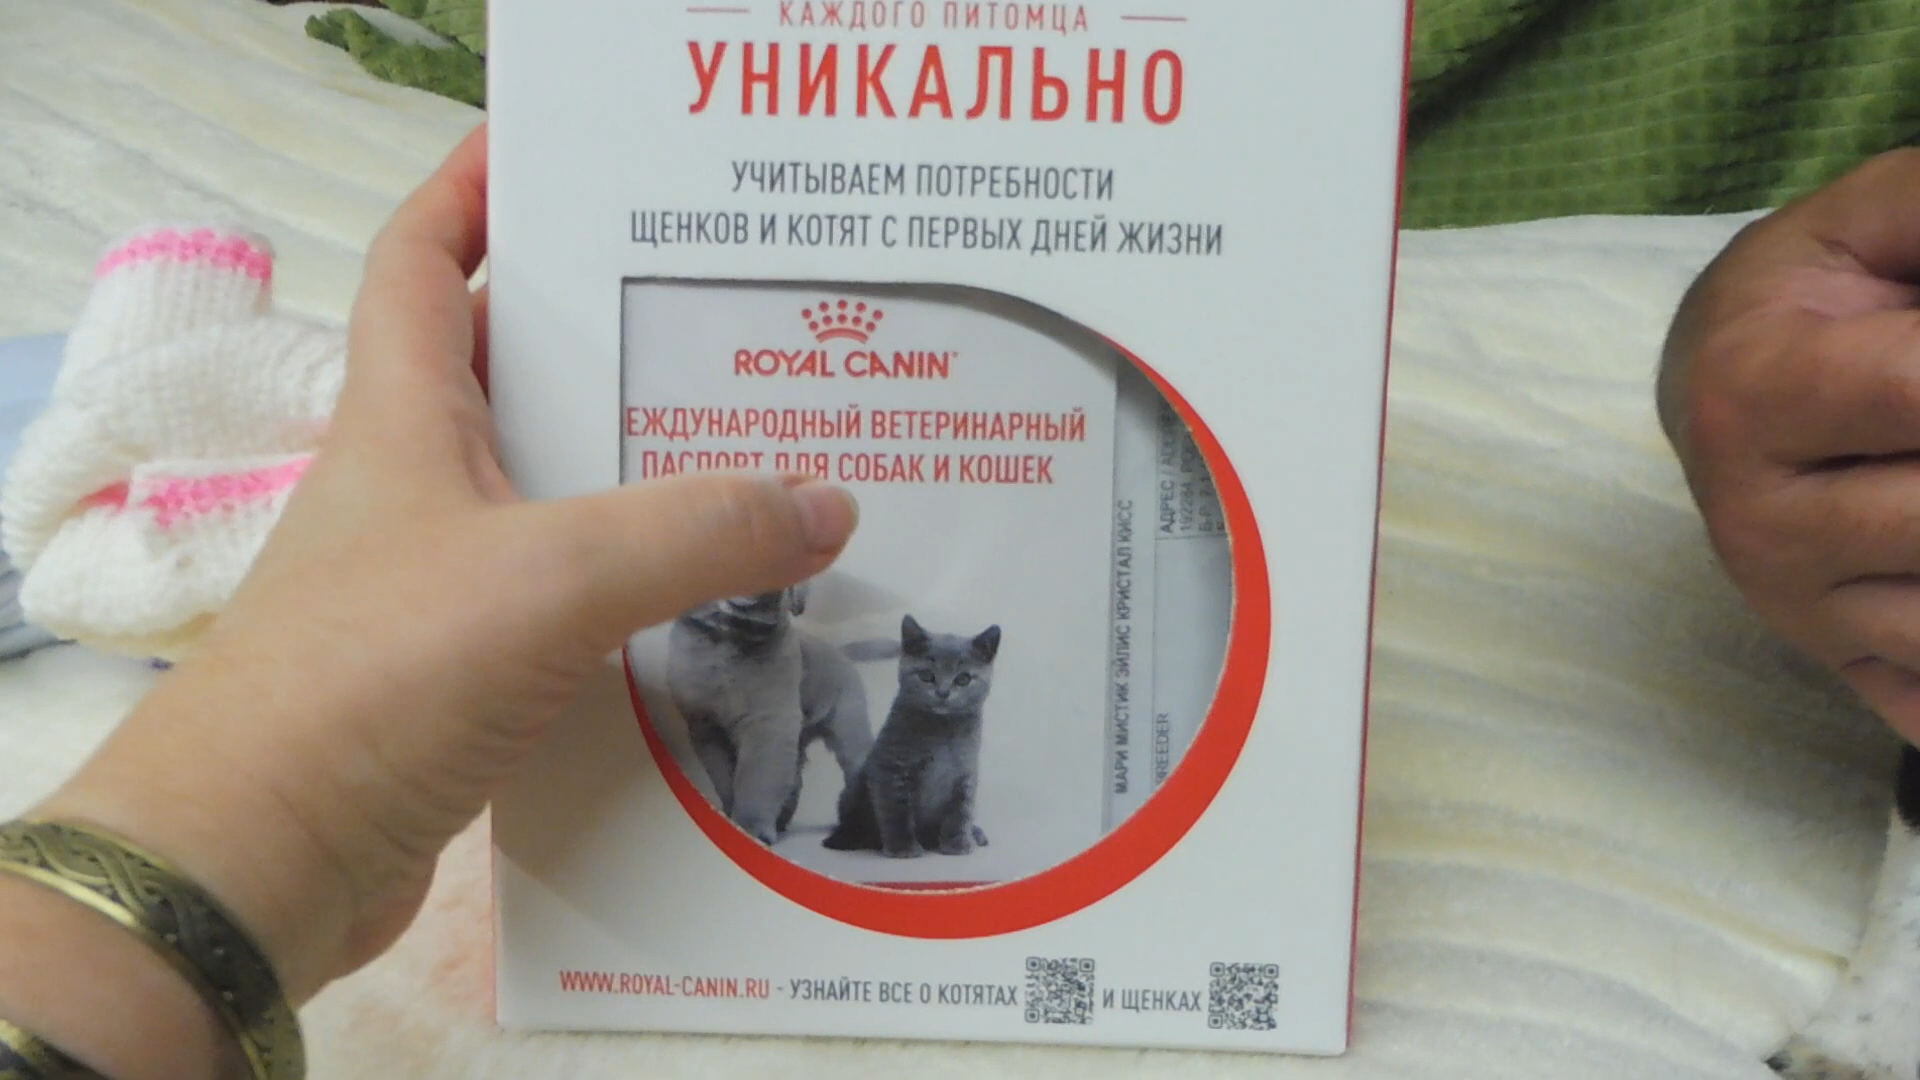 КАЖДОГО ПИТОМЦА
УНИКАЛЬНО
УЧИТЫВАЕМ ПОТРЕБНОСТИ
ЩЕНКОВ И КОТЯТ С ПЕРВЫХ ДНЕЙ ЖИЗНИ
ROYAL CANIN
ЕЖДУНАРОДНЫЙ ВЕТЕРИНАРНЫЙ
ПАСПОРТ ДЛЯ СОБАК И КОШЕК
МАРИ МИСТИК ЭЙЛИС КРИСТАЛ КИСС
BREEDER
АДРЕС /
WWW.ROYAL-CANIN.RU - УЗНАЙТЕ ВСЕ О КОТЯТАХ И ЩЕНКАХ